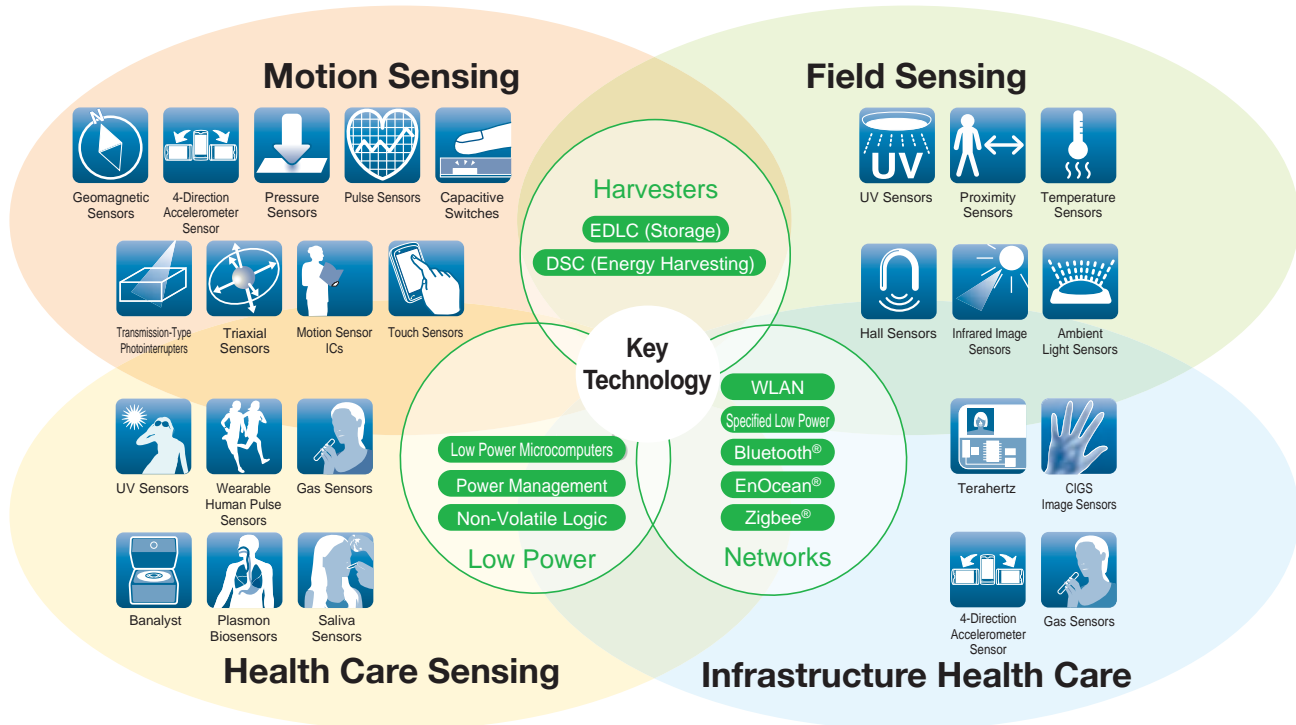 Motion Sensing
N
Geomagnetic
Sensors
4-Direction
Accelerometer
Sensor
Pressure
Sensors
Pulse Sensors
Capacitive
Switches
Transmission-Type
Photointerrupters
Triaxial
Sensors
Motion Sensor
ICs
Touch Sensors
Field Sensing
UV
UV Sensors
Proximity
Sensors
Temperature
Sensors
Hall Sensors
Infrared Image
Sensors
Ambient
Light Sensors
Harvesters
EDLC (Storage)
DSC (Energy Harvesting)
Key
Technology
Low Power Microcomputers
Power Management
Non-Volatile Logic
Low Power
WLAN
Specified Low Power
Bluetooth®
EnOcean®
Zigbee®
Networks
UV Sensors
Wearable
Human Pulse
Sensors
Gas Sensors
Banalyst
Plasmon
Biosensors
Saliva
Sensors
Health Care Sensing
Terahertz
CIGS
Image Sensors
4-Direction
Accelerometer
Sensor
Gas Sensors
Infrastructure Health Care